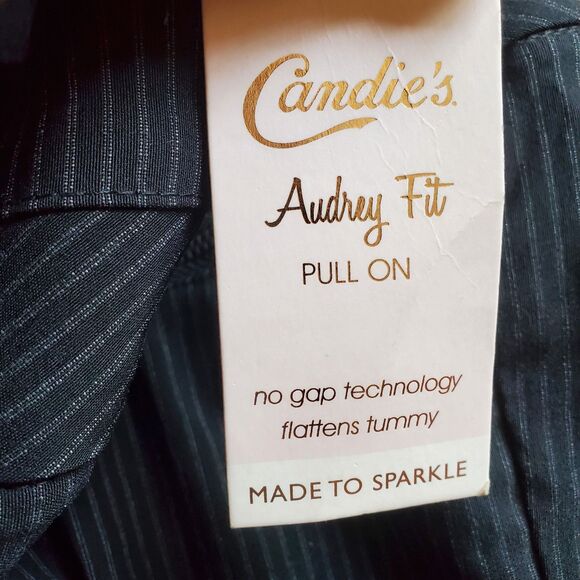 Candie's.
Audrey Fit
PULL ON
no gap technology
flattens tummy
MADE TO SPARKLE